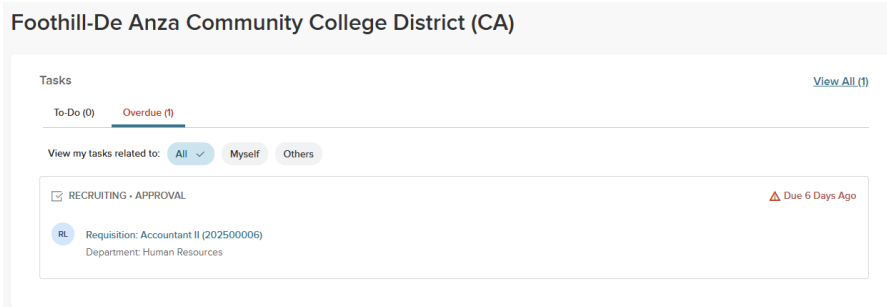 Foothill-De Anza Community College District (CA)
Tasks
View All (1)
To-Do (0) Overdue (1)
View my tasks related to: All Myself Others
RECRUITING • APPROVAL
Due 6 Days Ago
RL Requisition: Accountant II (202500006)
Department: Human Resources